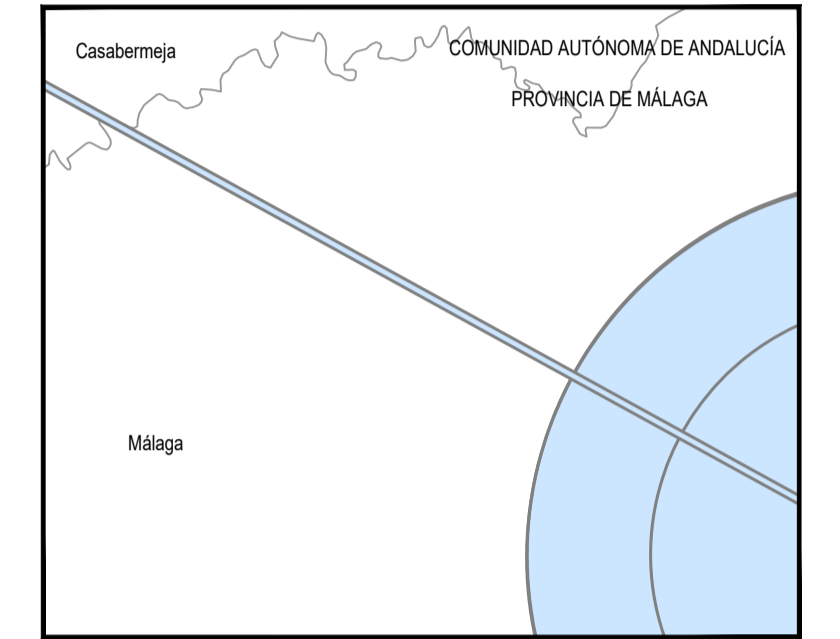 Casabermeja
COMUNIDAD AUTÓNOMA DE ANDALUCÍA
PROVINCIA DE MÁLAGA
Málaga